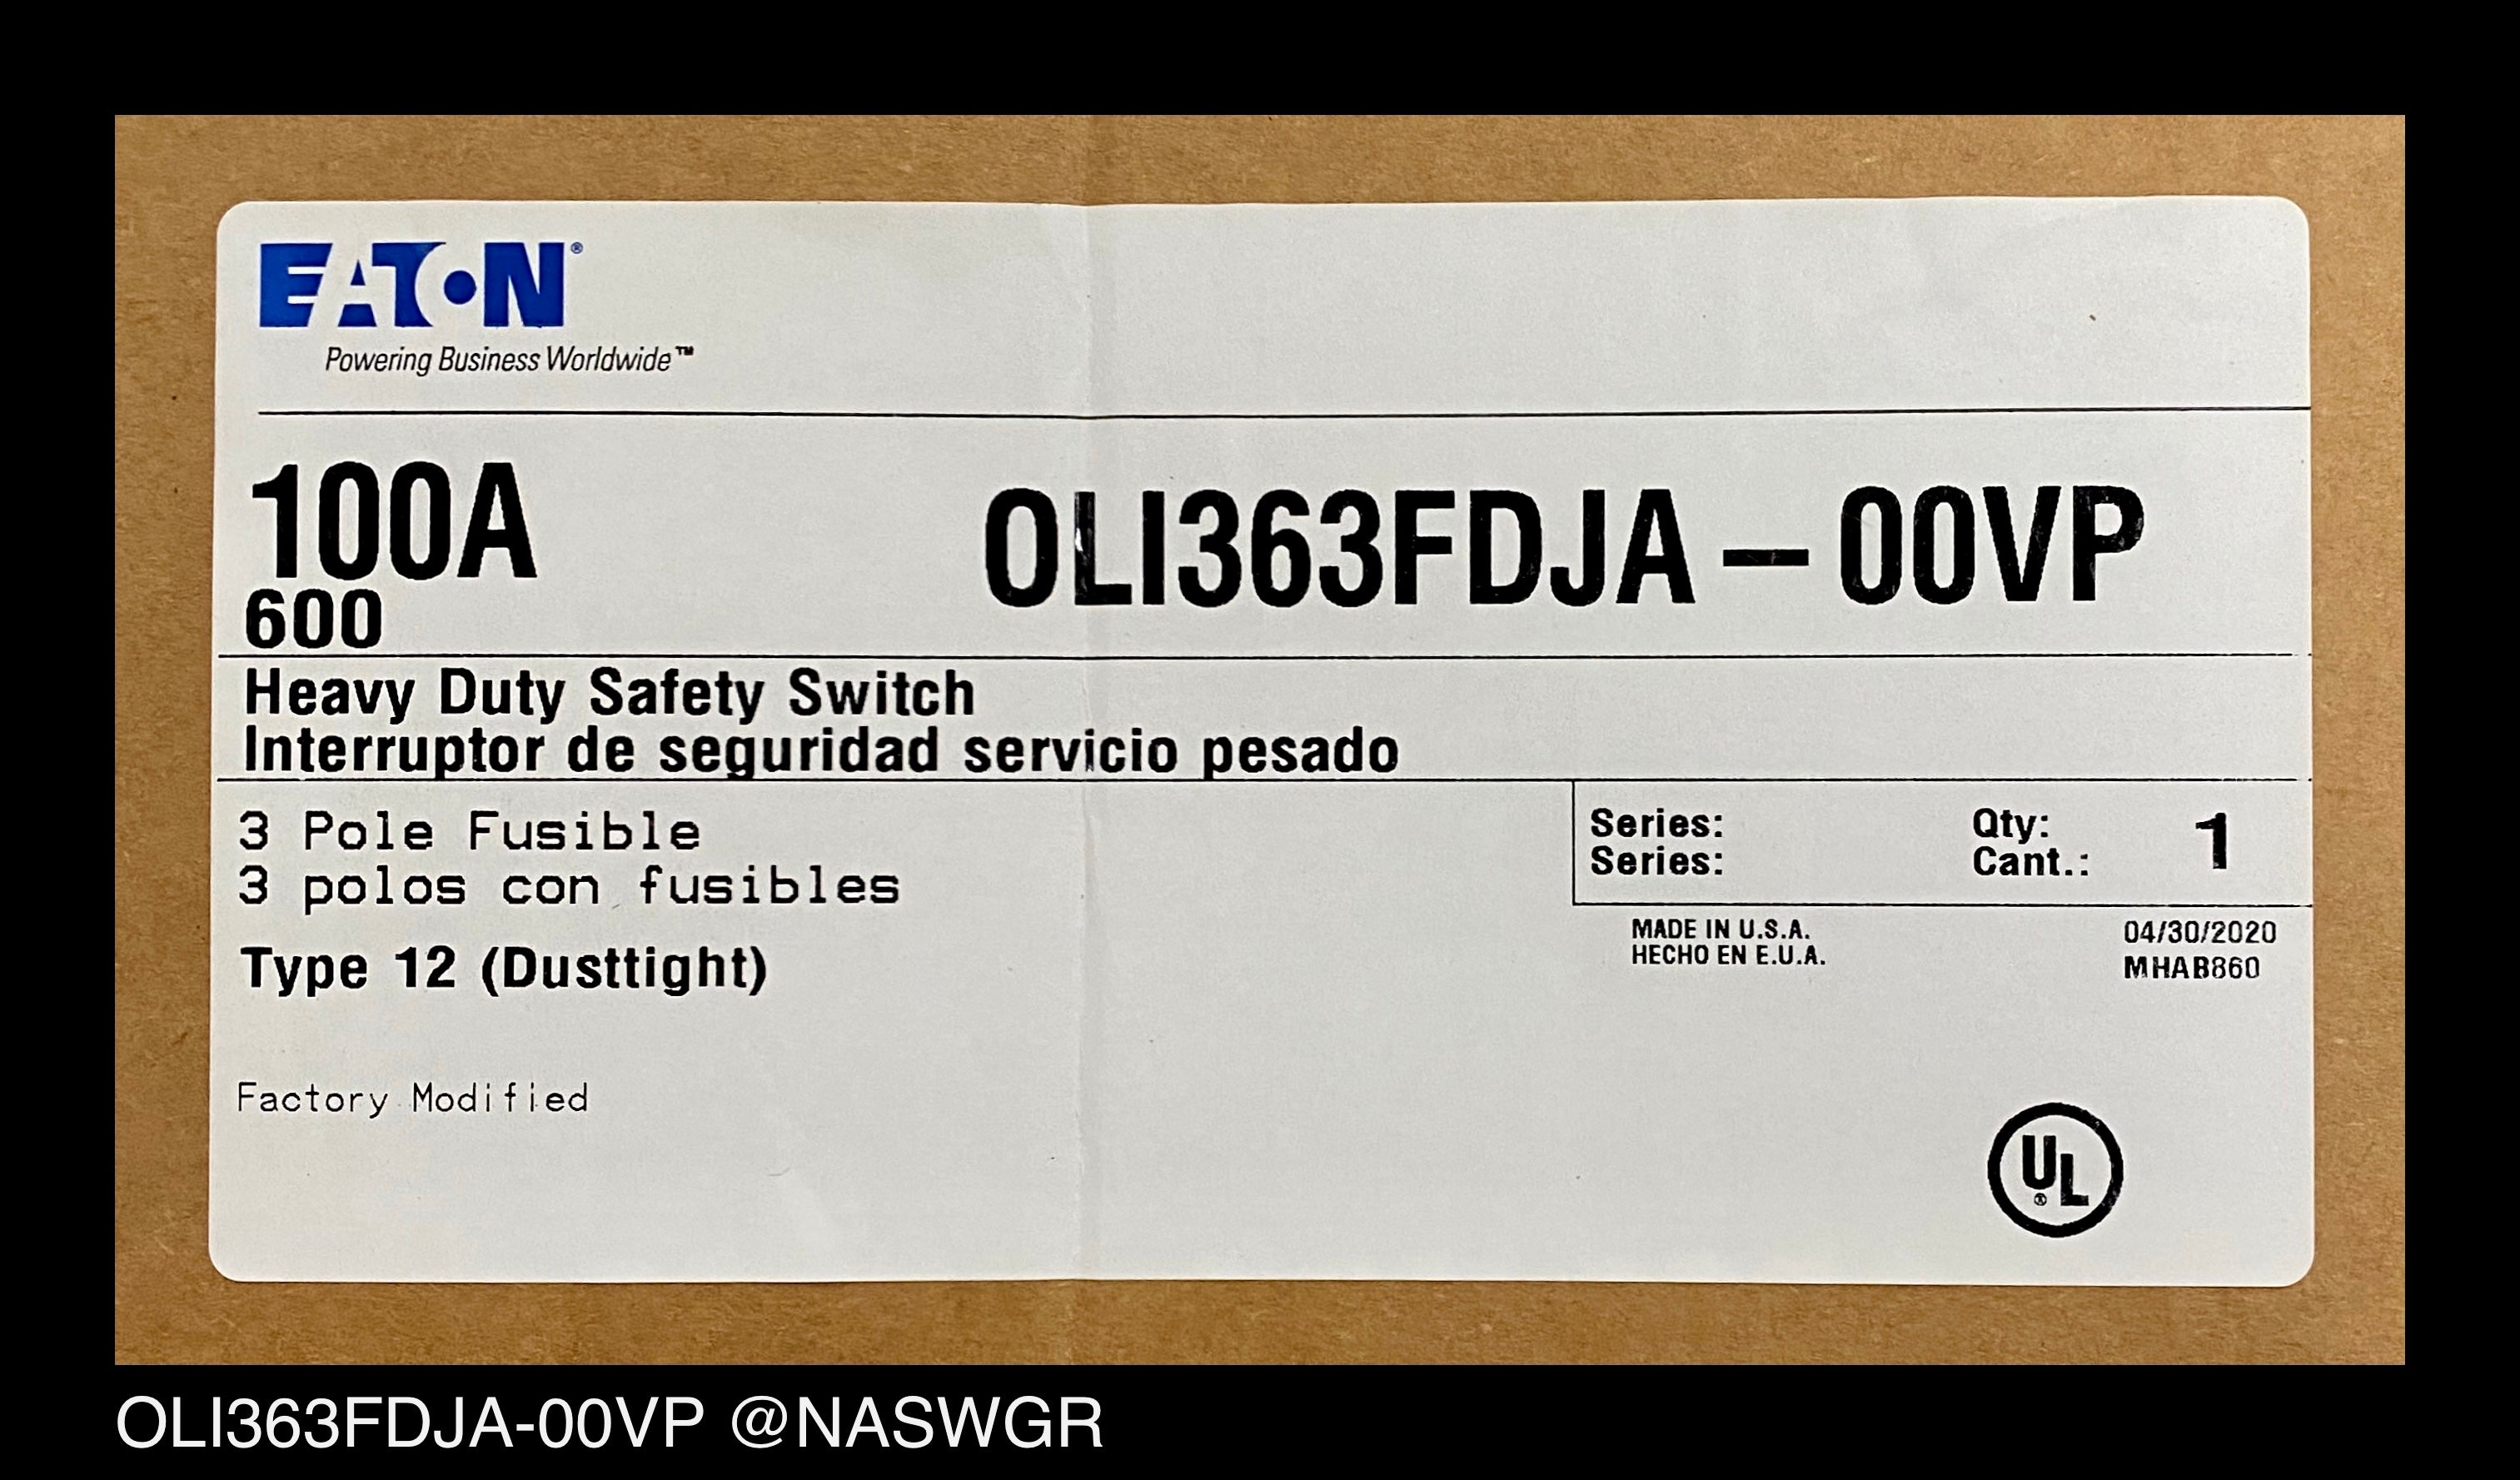 EATON®
Powering Business Worldwide™
100A
OLI363FDJA-00VP
600
Heavy Duty Safety Switch
Interruptor de seguridad servicio pesado
3 Pole Fusible
3 polos con fusibles
Type 12 (Dusttight)
Factory Modified
Series:
Series:
Qty:
Cant.:
1
MADE IN U.S.A.
HECHO EN E.U.A.
04/30/2020
MHAB860
UL®
OLI363FDJA-00VP @NASWGR